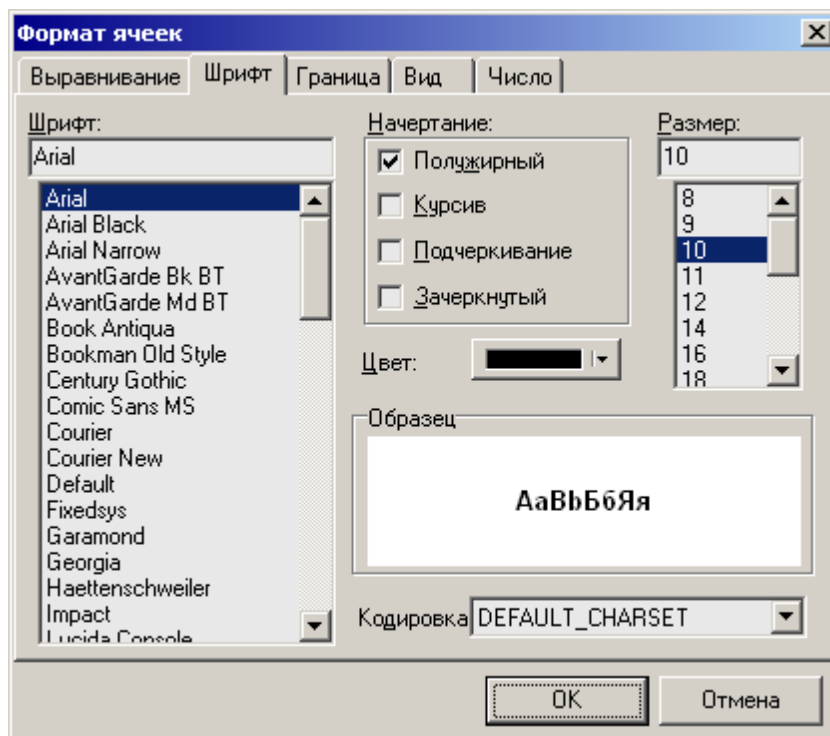 Формат ячеек
Выравнивание Шрифт Граница Вид Число
Шрифт:
Arial
Arial
Arial Black
Arial Narrow
AvantGarde Bk BT
AvantGarde Md BT
Book Antiqua
Bookman Old Style
Century Gothic
Comic Sans MS
Courier
Courier New
Default
Fixedsys
Garamond
Georgia
Haettenschweiler
Impact
Lucida Console
Начертание:
Полужирный
Курсив
Подчеркивание
Зачеркнутый
Цвет:
Размер:
10
8
9
10
11
12
14
16
18
Образец
АаBbБбЯя
Кодировка DEFAULT_CHARSET
OK Отмена